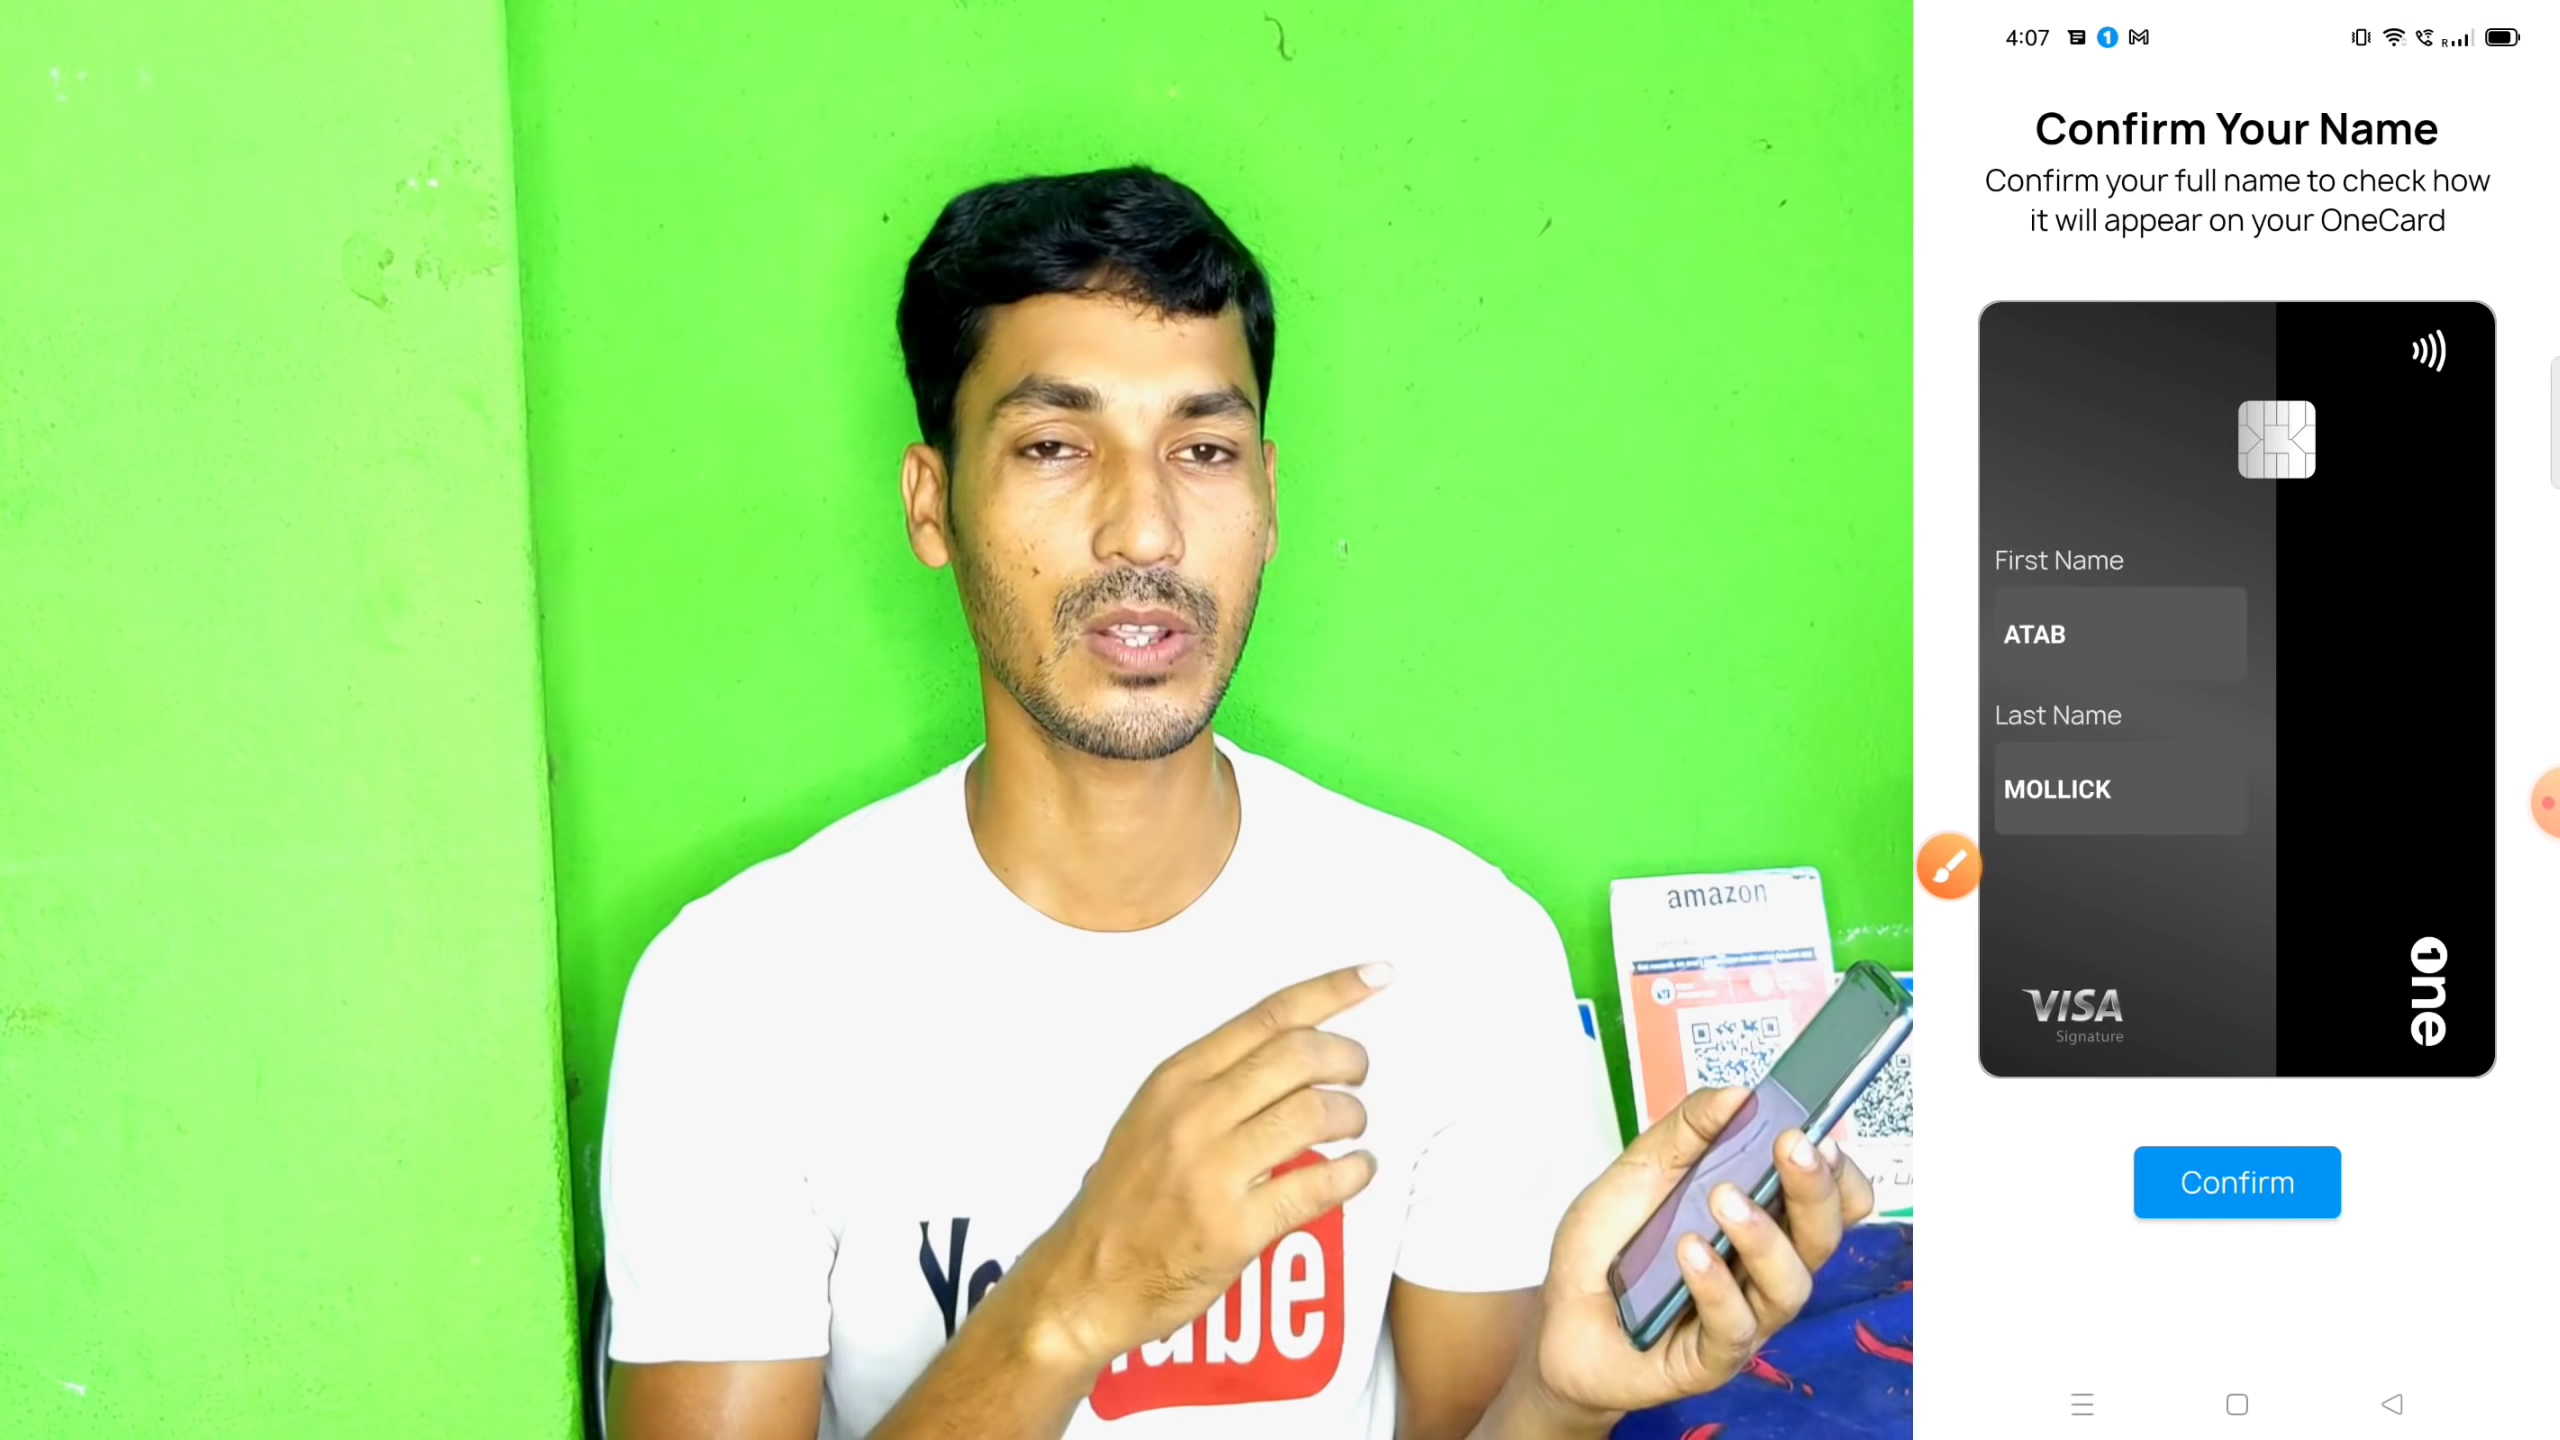 amazon
YouTube
4:07
Confirm Your Name
Confirm your full name to check how
it will appear on your OneCard
First Name
ATAB
Last Name
MOLLICK
VISA
Signature
one
Confirm